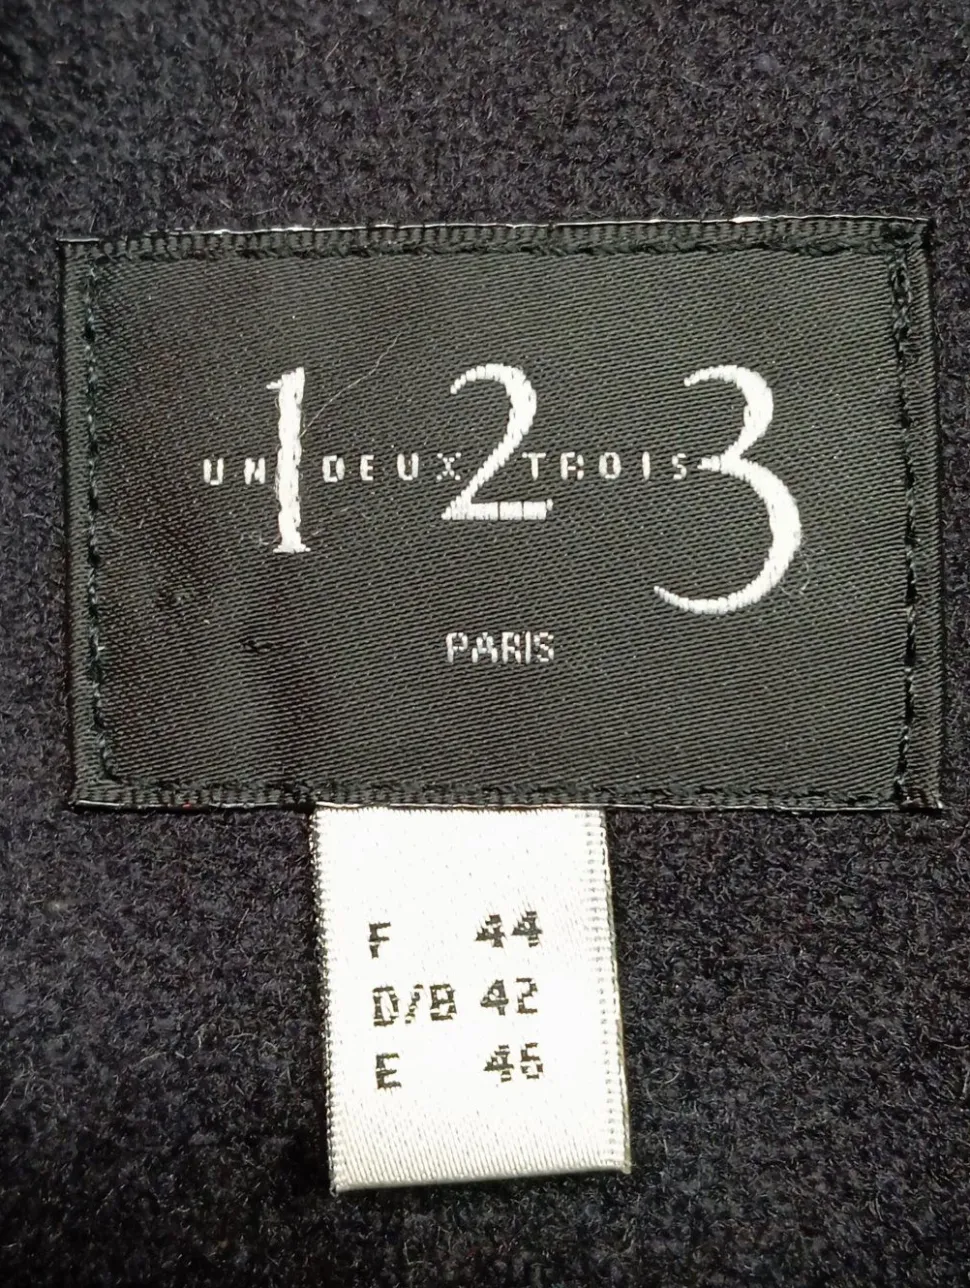 1 2 3
UN DEUX TROIS
PARIS
F 44
D/B 42
E 46